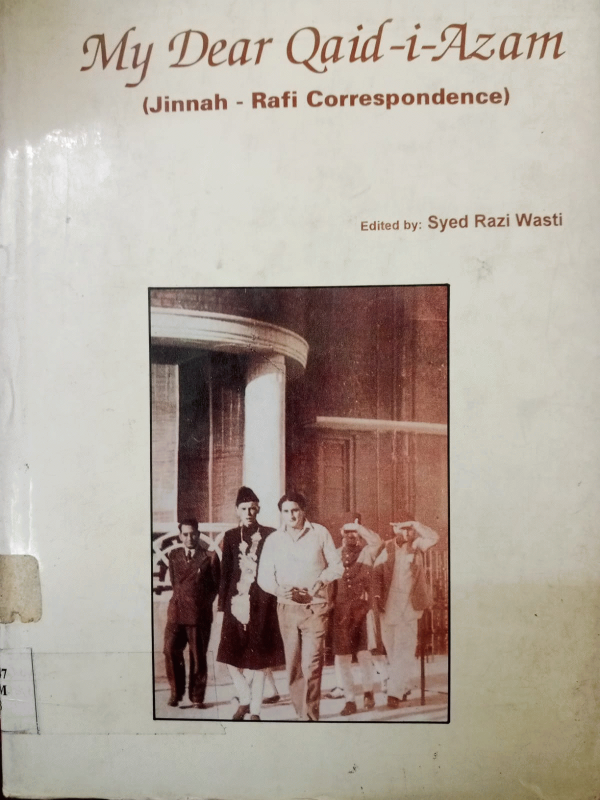 My Dear Qaid-i-Azam
(Jinnah - Rafi Correspondence)
Edited by: Syed Razi Wasti
M